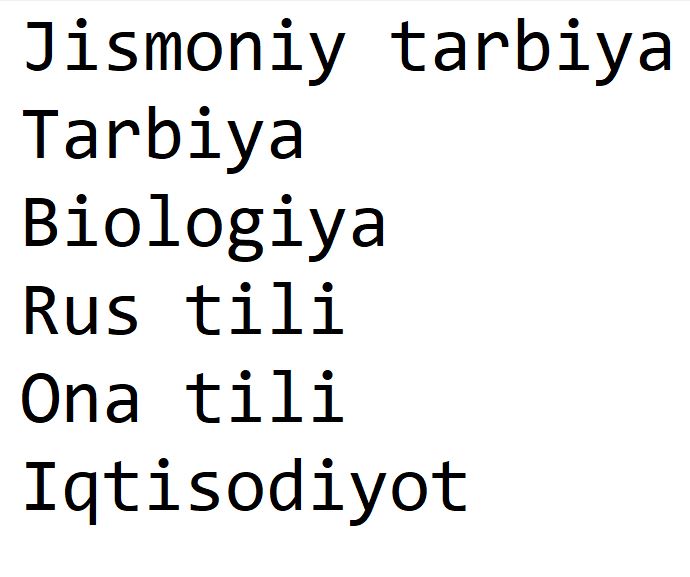 Jismoniy tarbiya
Tarbiya
Biologiya
Rus tili
Ona tili
Iqtisodiyot